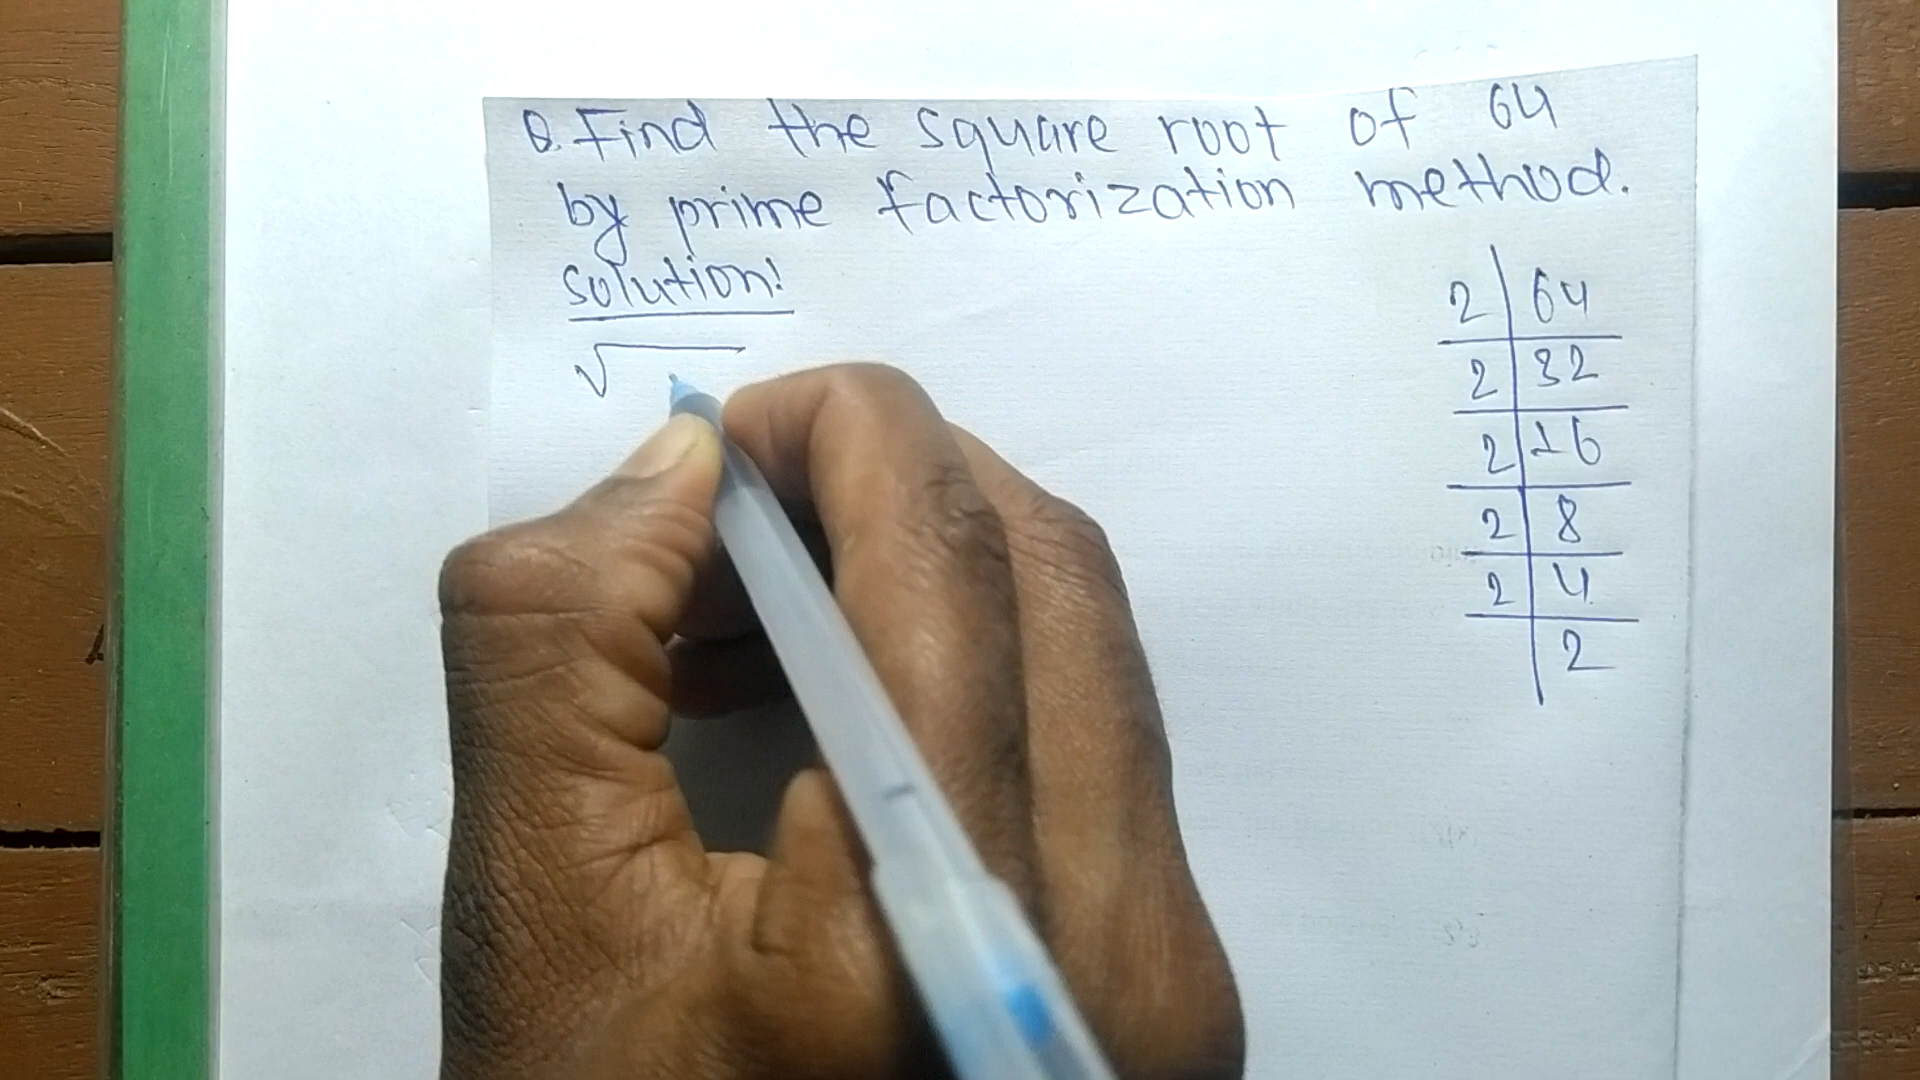 Q. Find the square root of 64
by prime factorization method.
solution:
√
2 | 64
2 | 32
2 | 16
2 | 8
2 | 4
| 2